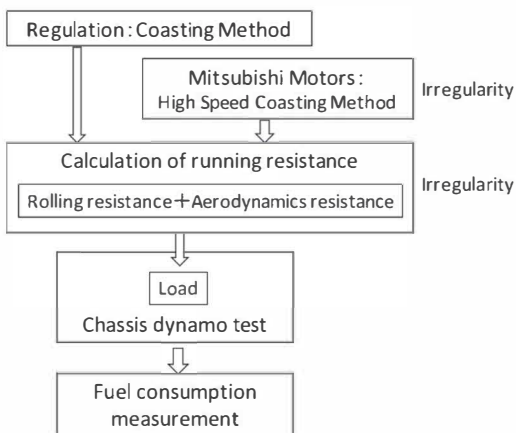 Regulation：Coasting Method
Mitsubishi Motors：
High Speed Coasting Method
Irregularity
Calculation of running resistance
Rolling resistance＋Aerodynamics resistance
Irregularity
Load
Chassis dynamo test
Fuel consumption
measurement